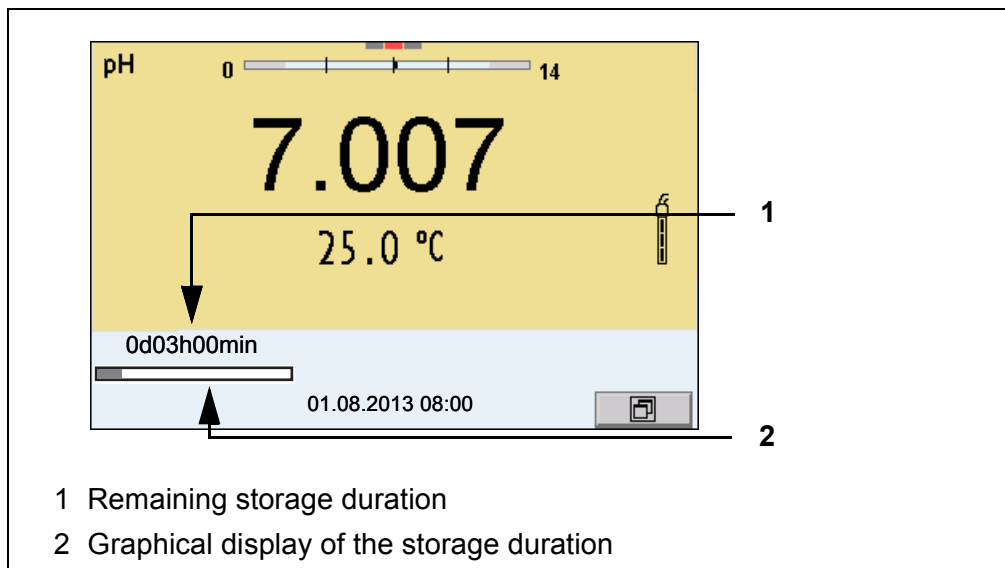 pH 0 14
7.007
1
25.0 °C
0d03h00min
01.08.2013 08:00
2
1 Remaining storage duration
2 Graphical display of the storage duration